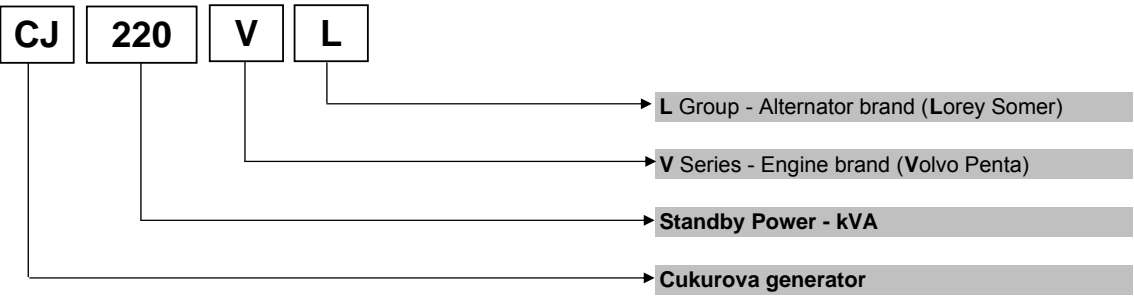 CJ 220 V L
L Group - Alternator brand (Lorey Somer)
V Series - Engine brand (Volvo Penta)
Standby Power - kVA
Cukurova generator